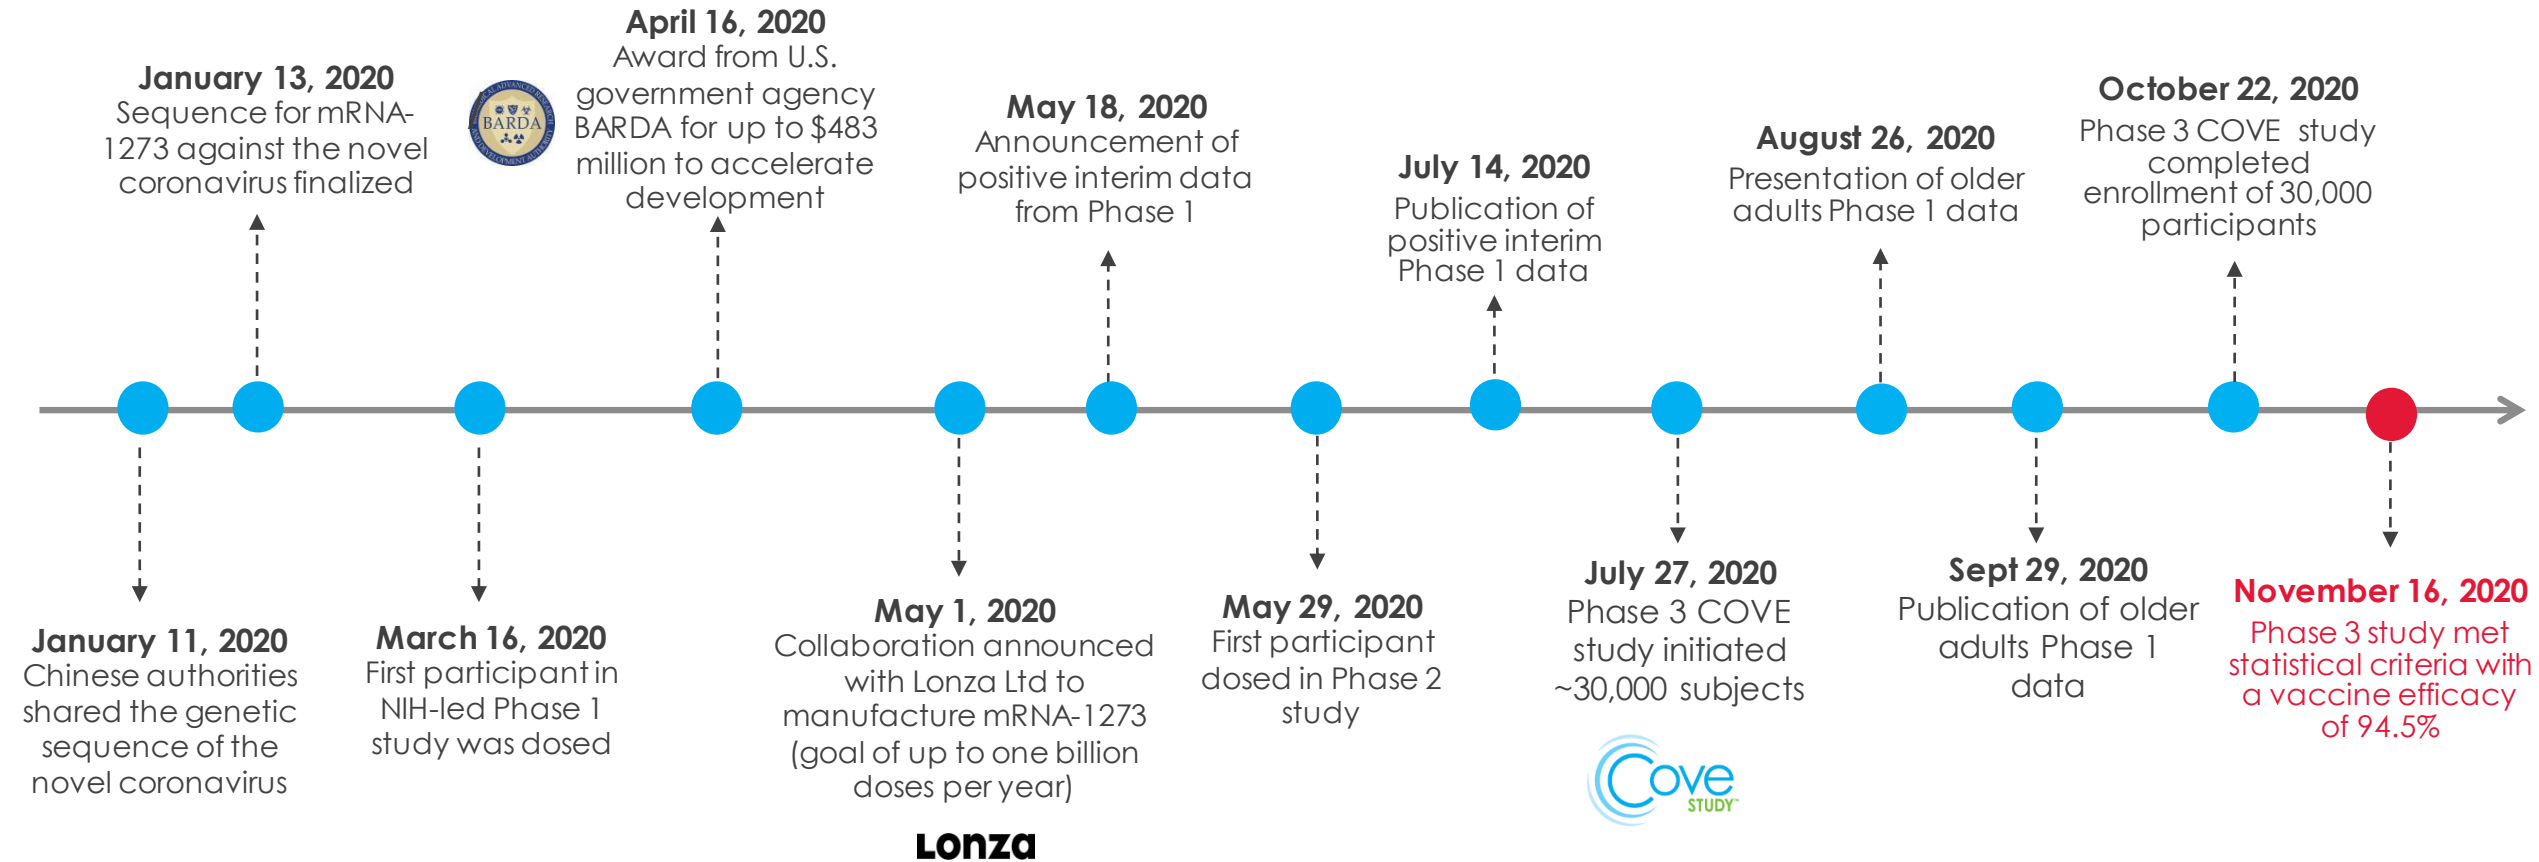 January 11, 2020
Chinese authorities
shared the genetic
sequence of the
novel coronavirus
January 13, 2020
Sequence for mRNA-
1273 against the novel
coronavirus finalized
March 16, 2020
First participant in
NIH-led Phase 1
study was dosed
BARDA
April 16, 2020
Award from U.S.
government agency
BARDA for up to $483
million to accelerate
development
May 1, 2020
Collaboration announced
with Lonza Ltd to
manufacture mRNA-1273
(goal of up to one billion
doses per year)
Lonza
May 18, 2020
Announcement of
positive interim data
from Phase 1
May 29, 2020
First participant
dosed in Phase 2
study
July 14, 2020
Publication of
positive interim
Phase 1 data
July 27, 2020
Phase 3 COVE
study initiated
~30,000 subjects
Cove
STUDY™
August 26, 2020
Presentation of older
adults Phase 1 data
Sept 29, 2020
Publication of older
adults Phase 1
data
October 22, 2020
Phase 3 COVE study
completed
enrollment of 30,000
participants
November 16, 2020
Phase 3 study met
statistical criteria with
a vaccine efficacy
of 94.5%